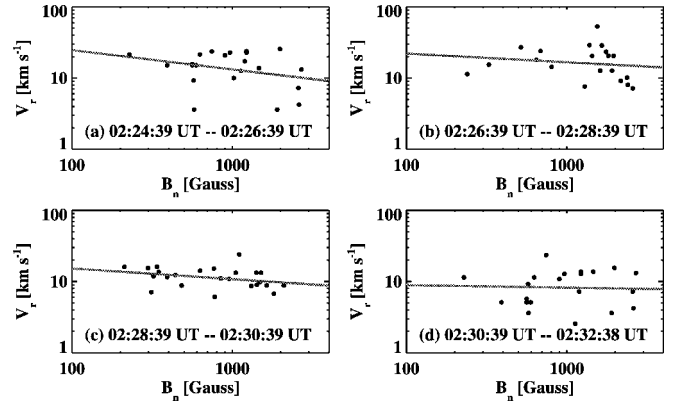 100
10
1
V_r [km s^-1]
(a) 02:24:39 UT -- 02:26:39 UT
100 1000
B_n [Gauss]
100
10
1
V_r [km s^-1]
(b) 02:26:39 UT -- 02:28:39 UT
100 1000
B_n [Gauss]
100
10
1
V_r [km s^-1]
(c) 02:28:39 UT -- 02:30:39 UT
100 1000
B_n [Gauss]
100
10
1
V_r [km s^-1]
(d) 02:30:39 UT -- 02:32:38 UT
100 1000
B_n [Gauss]